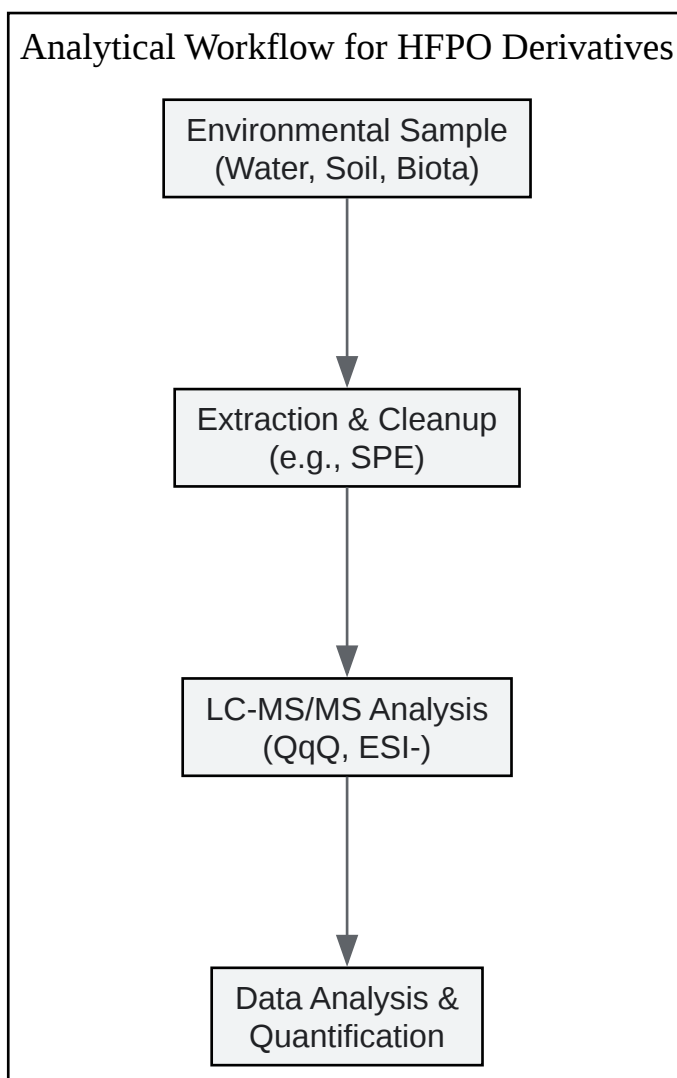 Analytical Workflow for HFPO Derivatives
Environmental Sample
(Water, Soil, Biota)
Extraction & Cleanup
(e.g., SPE)
LC-MS/MS Analysis
(QqQ, ESI-)
Data Analysis &
Quantification